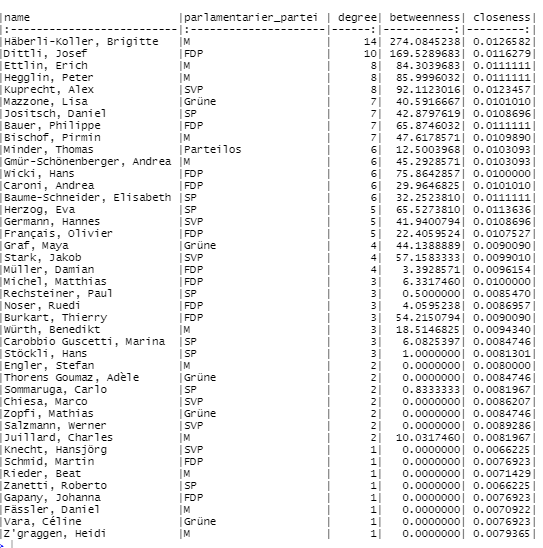 |name |parlamentarier_partei | degree| betweenness| closeness|
|:--------------------------|:---------------------|------:|-----------:|---------:|
|Häberli-Koller, Brigitte |M | 14| 274.0845238| 0.0126582|
|Dittli, Josef |FDP | 10| 169.5289683| 0.0116279|
|Ettlin, Erich |M | 8| 84.3039683| 0.0111111|
|Hegglin, Peter |M | 8| 85.9996032| 0.0111111|
|Kuprecht, Alex |SVP | 8| 92.1123016| 0.0123457|
|Mazzone, Lisa |Grüne | 7| 40.5916667| 0.0101010|
|Jositsch, Daniel |SP | 7| 42.8797619| 0.0108696|
|Bauer, Philippe |FDP | 7| 65.8746032| 0.0111111|
|Bischof, Pirmin |M | 7| 47.6178571| 0.0109890|
|Minder, Thomas |Parteilos | 6| 12.5003968| 0.0103093|
|Gmür-Schönenberger, Andrea |M | 6| 45.2928571| 0.0103093|
|Wicki, Hans |FDP | 6| 75.8642857| 0.0100000|
|Caroni, Andrea |FDP | 6| 29.9646825| 0.0101010|
|Baume-Schneider, Elisabeth |SP | 6| 32.2523810| 0.0111111|
|Herzog, Eva |SP | 5| 65.5273810| 0.0113636|
|Germann, Hannes |SVP | 5| 41.9400794| 0.0108696|
|Français, Olivier |FDP | 5| 22.4059524| 0.0107527|
|Graf, Maya |Grüne | 4| 44.1388889| 0.0090090|
|Stark, Jakob |SVP | 4| 57.1583333| 0.0099010|
|Müller, Damian |FDP | 4| 3.3928571| 0.0096154|
|Michel, Matthias |FDP | 3| 6.3317460| 0.0100000|
|Rechsteiner, Paul |SP | 3| 0.5000000| 0.0085470|
|Noser, Ruedi |FDP | 3| 4.0595238| 0.0086957|
|Burkart, Thierry |FDP | 3| 54.2150794| 0.0090090|
|Würth, Benedikt |M | 3| 18.5146825| 0.0094340|
|Carobbio Guscetti, Marina |SP | 3| 6.0825397| 0.0084746|
|Stöckli, Hans |SP | 3| 1.0000000| 0.0081301|
|Engler, Stefan |M | 2| 0.0000000| 0.0080000|
|Thorens Goumaz, Adèle |Grüne | 2| 0.0000000| 0.0084746|
|Sommaruga, Carlo |SP | 2| 0.8333333| 0.0081967|
|Chiesa, Marco |SVP | 2| 0.0000000| 0.0086207|
|Zopfi, Mathias |Grüne | 2| 0.0000000| 0.0084746|
|Salzmann, Werner |SVP | 2| 0.0000000| 0.0089286|
|Juillard, Charles |M | 2| 10.0317460| 0.0081967|
|Knecht, Hansjörg |SVP | 1| 0.0000000| 0.0066225|
|Schmid, Martin |FDP | 1| 0.0000000| 0.0076923|
|Rieder, Beat |M | 1| 0.0000000| 0.0071429|
|Zanetti, Roberto |SP | 1| 0.0000000| 0.0066225|
|Gapany, Johanna |FDP | 1| 0.0000000| 0.0076923|
|Fässler, Daniel |M | 1| 0.0000000| 0.0070922|
|Vara, Céline |Grüne | 1| 0.0000000| 0.0076923|
|Z'graggen, Heidi |M | 1| 0.0000000| 0.0079365|